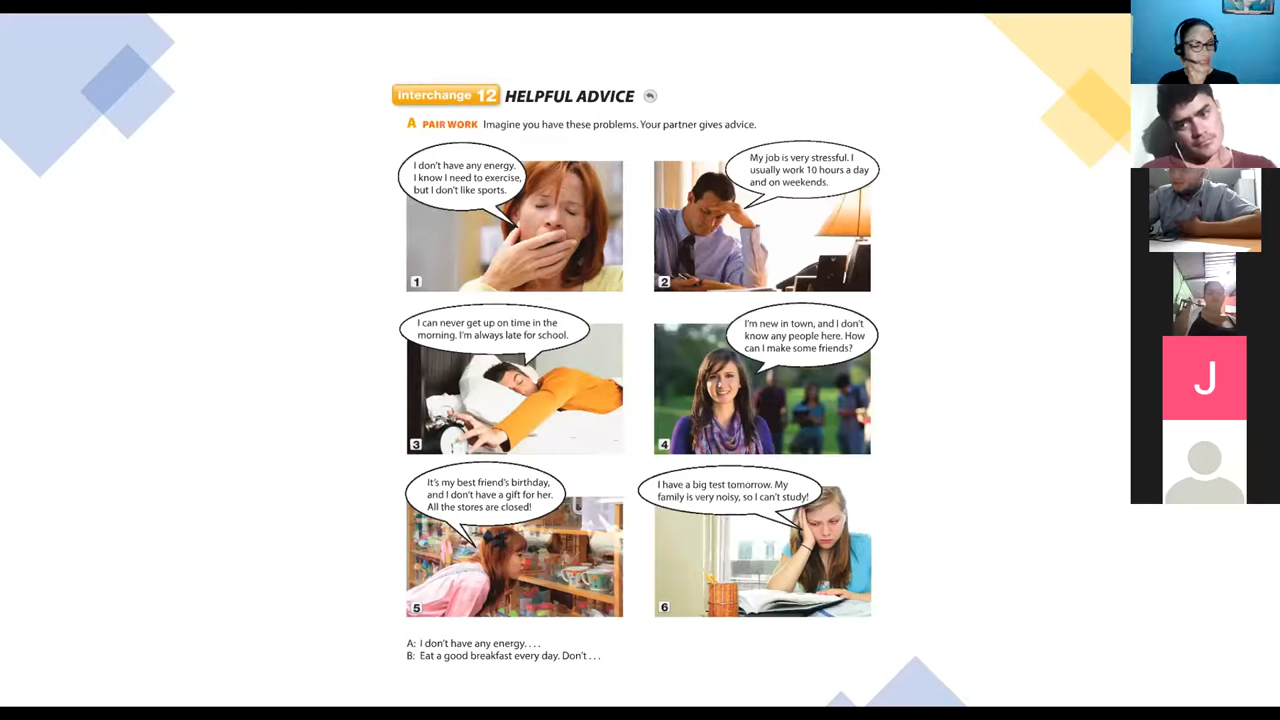 interchange 12 HELPFUL ADVICE
A PAIR WORK Imagine you have these problems. Your partner gives advice.
I don't have any energy.
I know I need to exercise,
but I don't like sports.
1
My job is very stressful. I
usually work 10 hours a day
and on weekends.
2
I can never get up on time in the
morning. I'm always late for school.
3
I'm new in town, and I don't
know any people here. How
can I make some friends?
4
It's my best friend's birthday,
and I don't have a gift for her.
All the stores are closed!
5
I have a big test tomorrow. My
family is very noisy, so I can't study!
6
A: I don't have any energy. . . .
B: Eat a good breakfast every day. Don't . . .
J